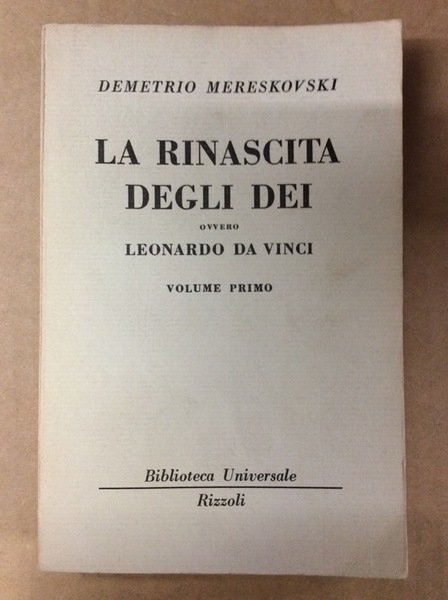 DEMETRIO MERESKOVSKI
LA RINASCITA
DEGLI DEI
OVVERO
LEONARDO DA VINCI
VOLUME PRIMO
Biblioteca Universale
Rizzoli